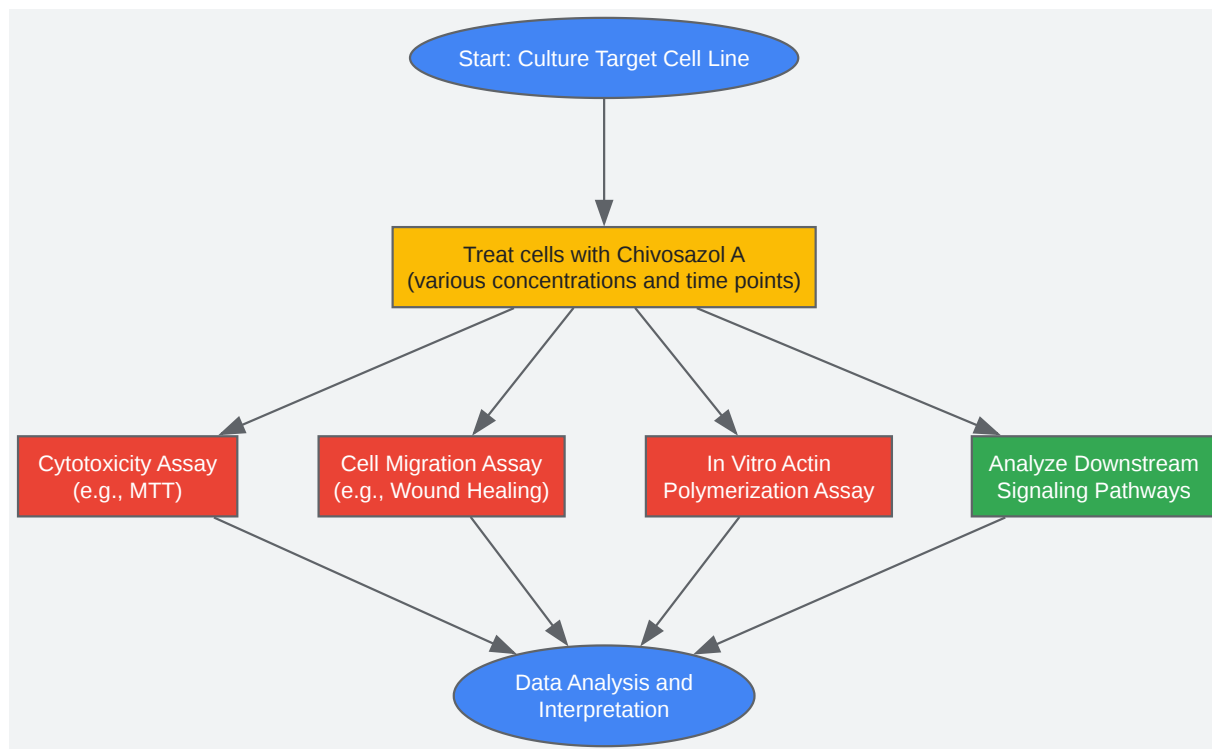 Start: Culture Target Cell Line
Treat cells with Chivosazol A
(various concentrations and time points)
Cytotoxicity Assay
(e.g., MTT)
Cell Migration Assay
(e.g., Wound Healing)
In Vitro Actin
Polymerization Assay
Analyze Downstream
Signaling Pathways
Data Analysis and
Interpretation